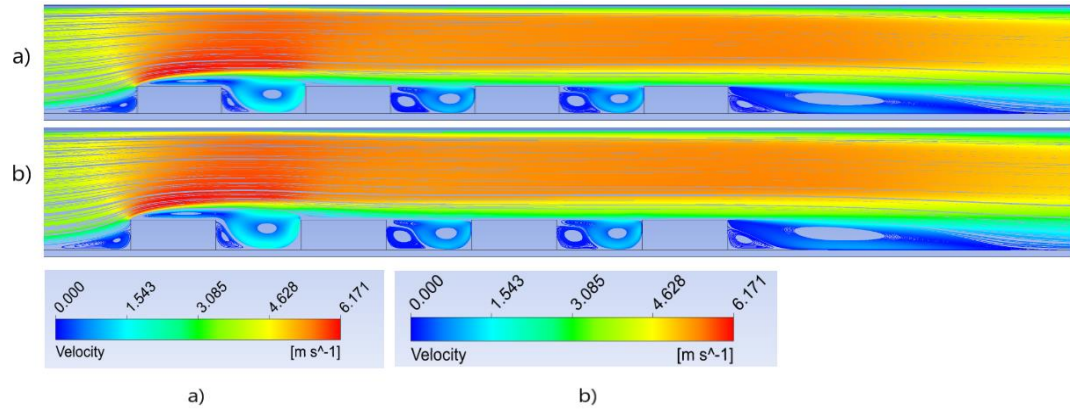 a)
b)
0.000 1.543 3.085 4.628 6.171
Velocity [m s^-1]
0.000 1.543 3.085 4.628 6.171
Velocity [m s^-1]
a) b)